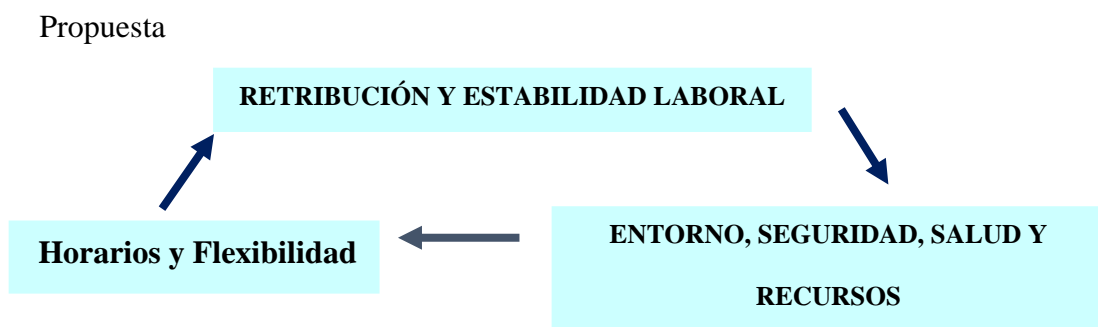 Propuesta
RETRIBUCIÓN Y ESTABILIDAD LABORAL
Horarios y Flexibilidad
ENTORNO, SEGURIDAD, SALUD Y
RECURSOS